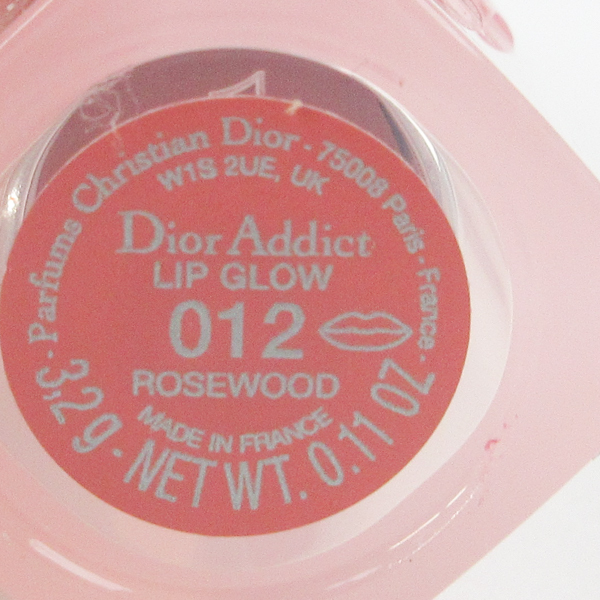 Parfums Christian Dior - 75008 Paris - France -
W1S 2UE, UK
Dior Addict
LIP GLOW
012
ROSEWOOD
MADE IN FRANCE
3,2 g - NET WT. 0.11 OZ